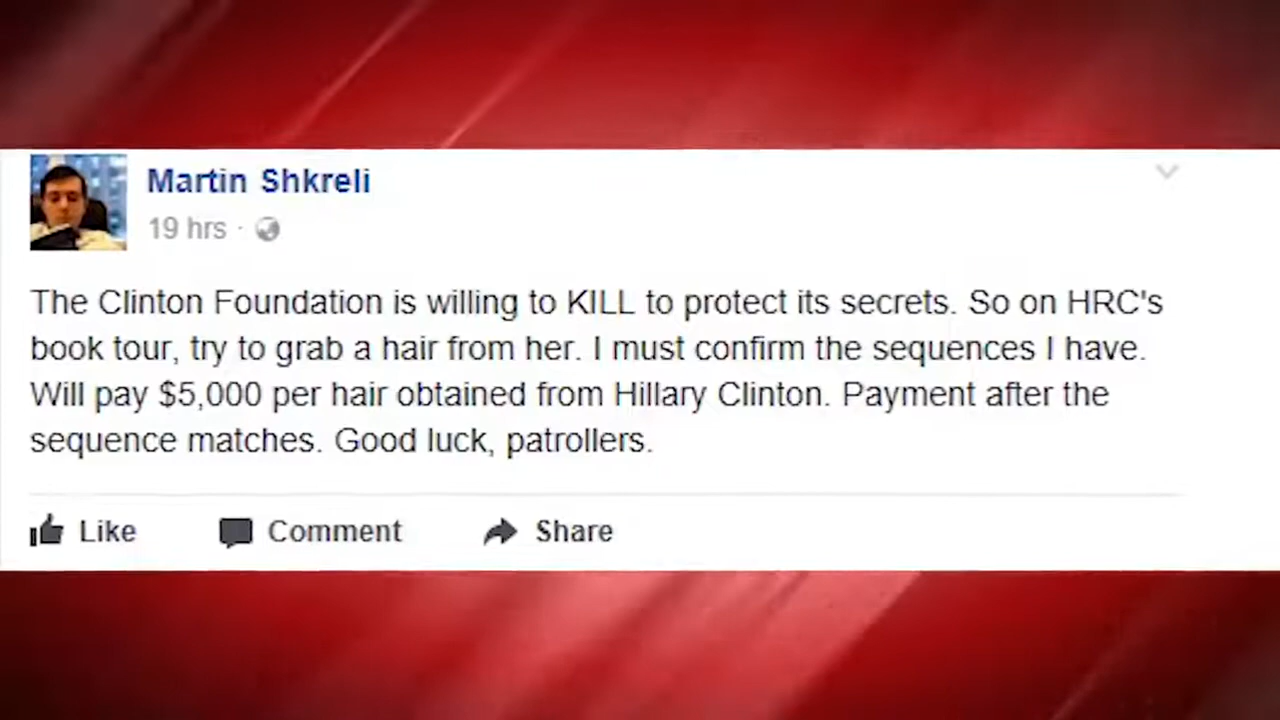 Martin Shkreli
19 hrs ·
The Clinton Foundation is willing to KILL to protect its secrets. So on HRC's
book tour, try to grab a hair from her. I must confirm the sequences I have.
Will pay $5,000 per hair obtained from Hillary Clinton. Payment after the
sequence matches. Good luck, patrollers.
Like Comment Share